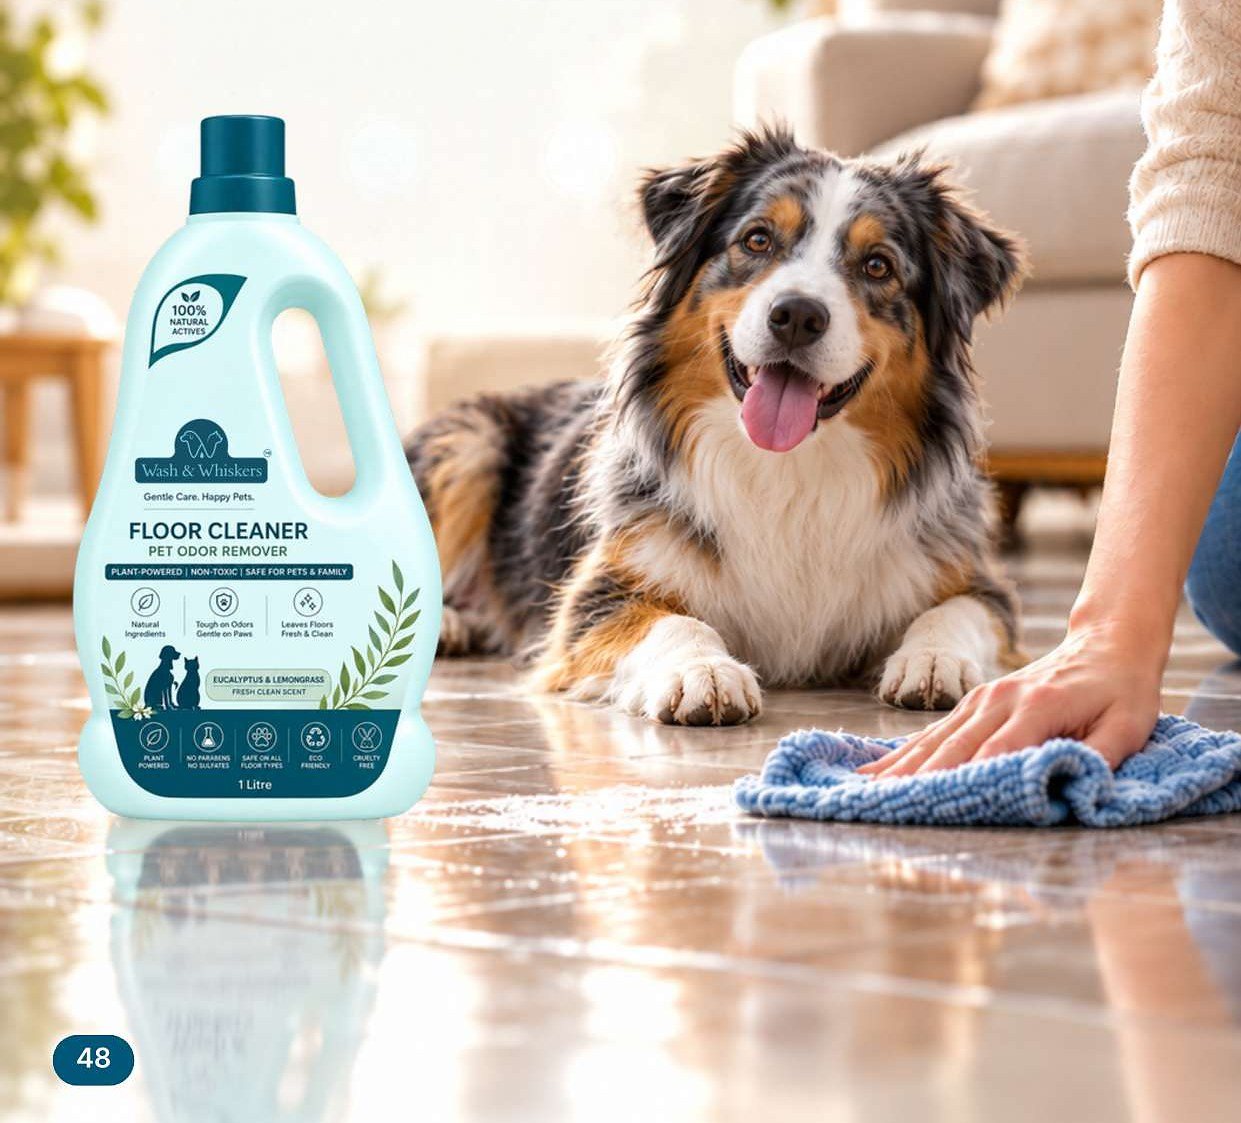 100%
NATURAL
ACTIVES
Wash & Whiskers
Gentle Care. Happy Pets.
FLOOR CLEANER
PET ODOR REMOVER
PLANT-POWERED | NON-TOXIC | SAFE FOR PETS & FAMILY
Natural
Ingredients
Tough on Odors
Gentle on Paws
Leaves Floors
Fresh & Clean
EUCALYPTUS & LEMONGRASS
FRESH CLEAN SCENT
PLANT
POWERED
NO PARABENS
NO SULFATES
SAFE ON ALL
FLOOR TYPES
ECO
FRIENDLY
CRUELTY
FREE
1 Litre
48